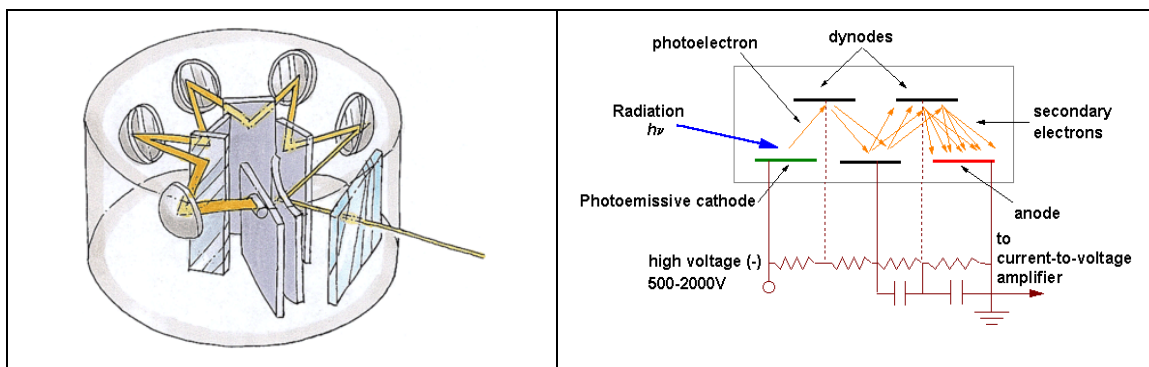 dynodes
photoelectron
Radiation
hν
secondary
electrons
Photoemissive cathode
anode
to
current-to-voltage
amplifier
high voltage (-)
500-2000V